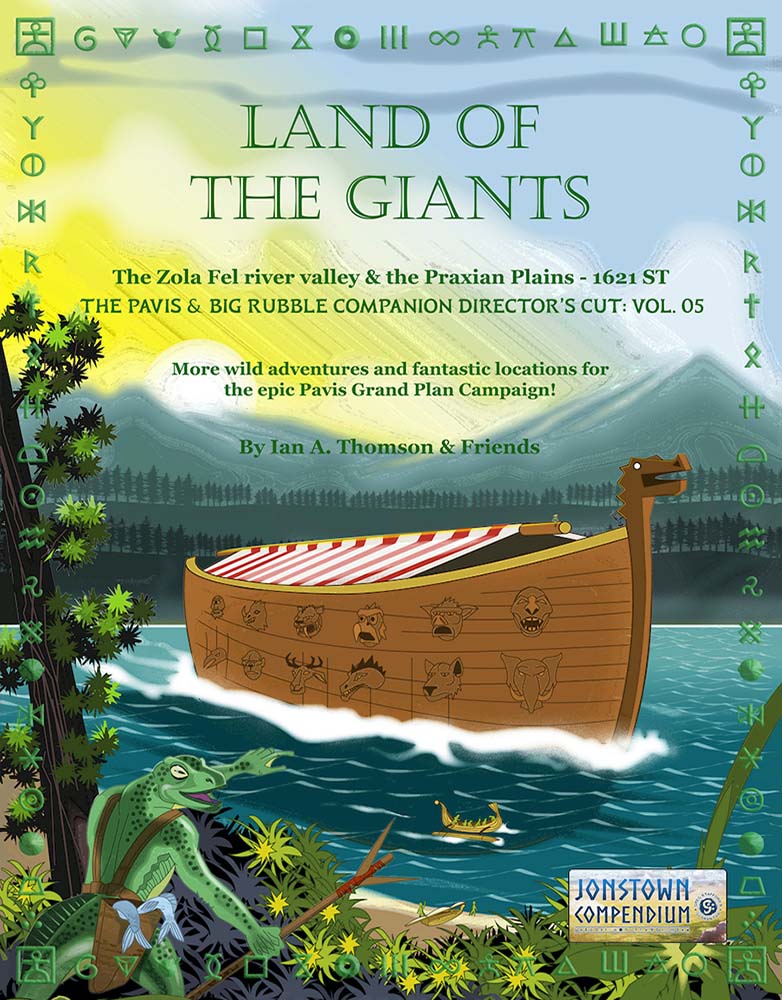 LAND OF
THE GIANTS
The Zola Fel river valley & the Praxian Plains - 1621 ST
THE PAVIS & BIG RUBBLE COMPANION DIRECTOR'S CUT: VOL. 05
More wild adventures and fantastic locations for
the epic Pavis Grand Plan Campaign!
By Ian A. Thomson & Friends
JONSTOWN
COMPENDIUM